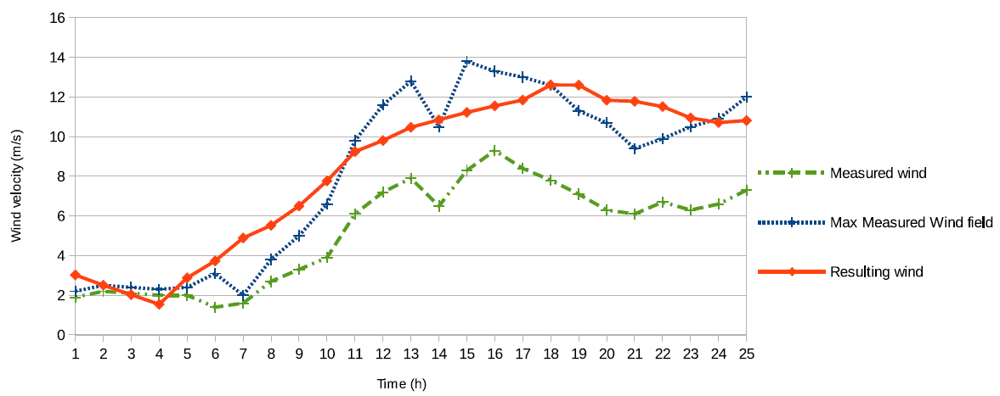 16
14
12
10
8
6
4
2
0
Wind velocity (m/s)
1 2 3 4 5 6 7 8 9 10 11 12 13 14 15 16 17 18 19 20 21 22 23 24 25
Time (h)
Measured wind
Max Measured Wind field
Resulting wind